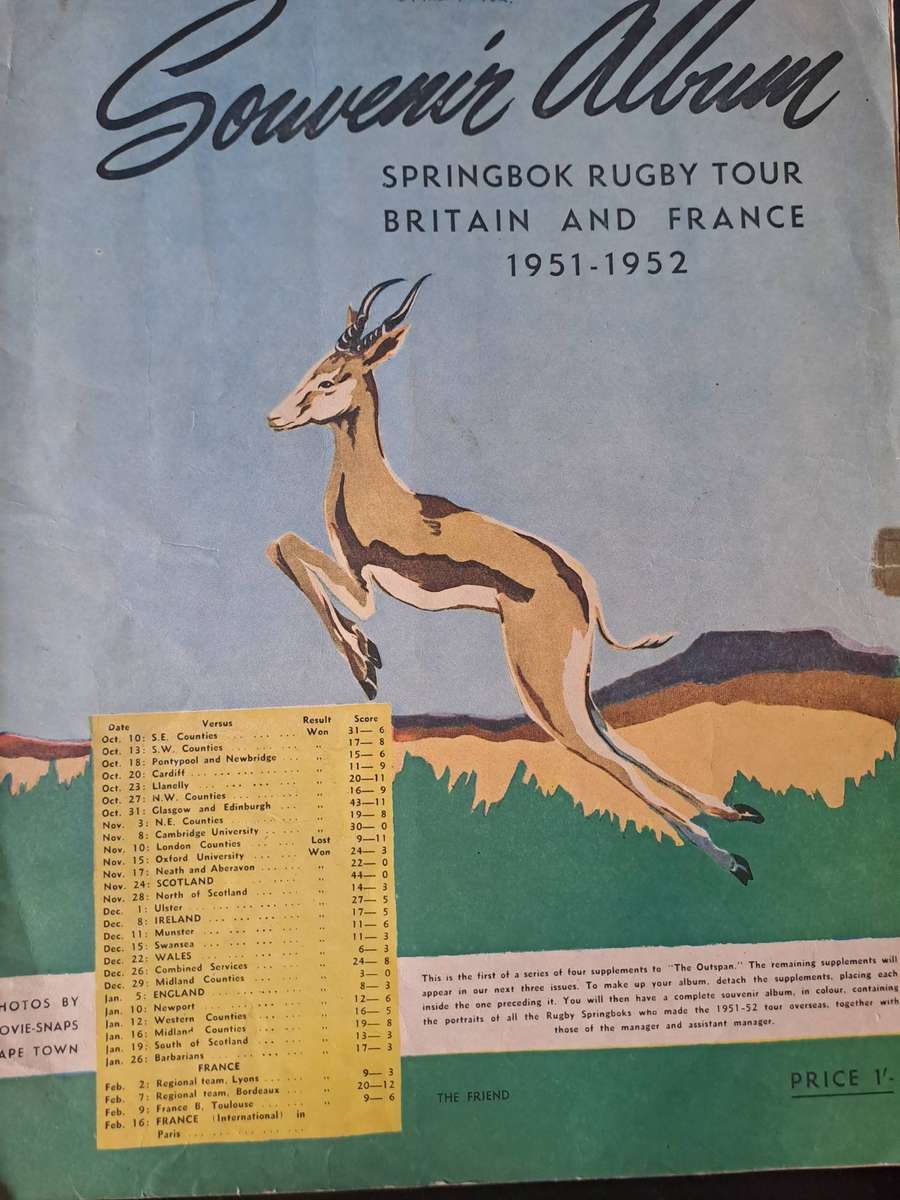 Souvenir Album
SPRINGBOK RUGBY TOUR
BRITAIN AND FRANCE
1951-1952
Date Versus Result Score
Oct. 10: S.E. Counties ... ... Won 31— 6
Oct. 13: S.W. Counties ... ... " 17— 8
Oct. 18: Pontypool and Newbridge " 15— 6
Oct. 20: Cardiff ... ... ... ... " 11— 9
Oct. 23: Llanelly ... ... ... ... " 20—11
Oct. 27: N.W. Counties ... ... " 16— 9
Oct. 31: Glasgow and Edinburgh ... " 43—11
Nov. 3: N.E. Counties ... ... " 19— 8
Nov. 8: Cambridge University ... " 30— 0
Nov. 10: London Counties ... ... Lost 9—11
Nov. 15: Oxford University ... ... Won 24— 3
Nov. 17: Neath and Aberavon ... " 22— 0
Nov. 24: SCOTLAND ... ... " 44— 0
Nov. 28: North of Scotland ... ... " 14— 3
Dec. 1: Ulster ... ... ... ... " 27— 5
Dec. 8: IRELAND ... ... ... " 17— 5
Dec. 11: Munster ... ... ... " 11— 6
Dec. 15: Swansea ... ... ... " 11— 3
Dec. 22: WALES ... ... ... " 6— 3
Dec. 26: Combined Services ... ... " 24— 8
Dec. 29: Midland Counties ... ... " 3— 0
Jan. 5: ENGLAND ... ... ... " 8— 3
Jan. 10: Newport ... ... ... " 12— 6
Jan. 12: Western Counties ... ... " 16— 5
Jan. 16: Midland Counties ... ... " 19— 8
Jan. 19: South of Scotland ... ... " 13— 3
Jan. 26: Barbarians ... ... ... " 17— 3
FRANCE
Feb. 2: Regional team, Lyons ... ... " 9— 3
Feb. 7: Regional team, Bordeaux ... " 20—12
Feb. 9: France B, Toulouse ... ... " 9— 6
Feb. 16: FRANCE (International) in
Paris ... ... ... ...
This is the first of a series of four supplements to "The Outspan." The remaining supplements will
appear in our next three issues. To make up your album, detach the supplements, placing each
inside the one preceding it. You will then have a complete souvenir album, in colour, containing
the portraits of all the Rugby Springboks who made the 1951-52 tour overseas, together with
those of the manager and assistant manager.
HOTOS BY
OVIE-SNAPS
APE TOWN
THE FRIEND
PRICE 1'-